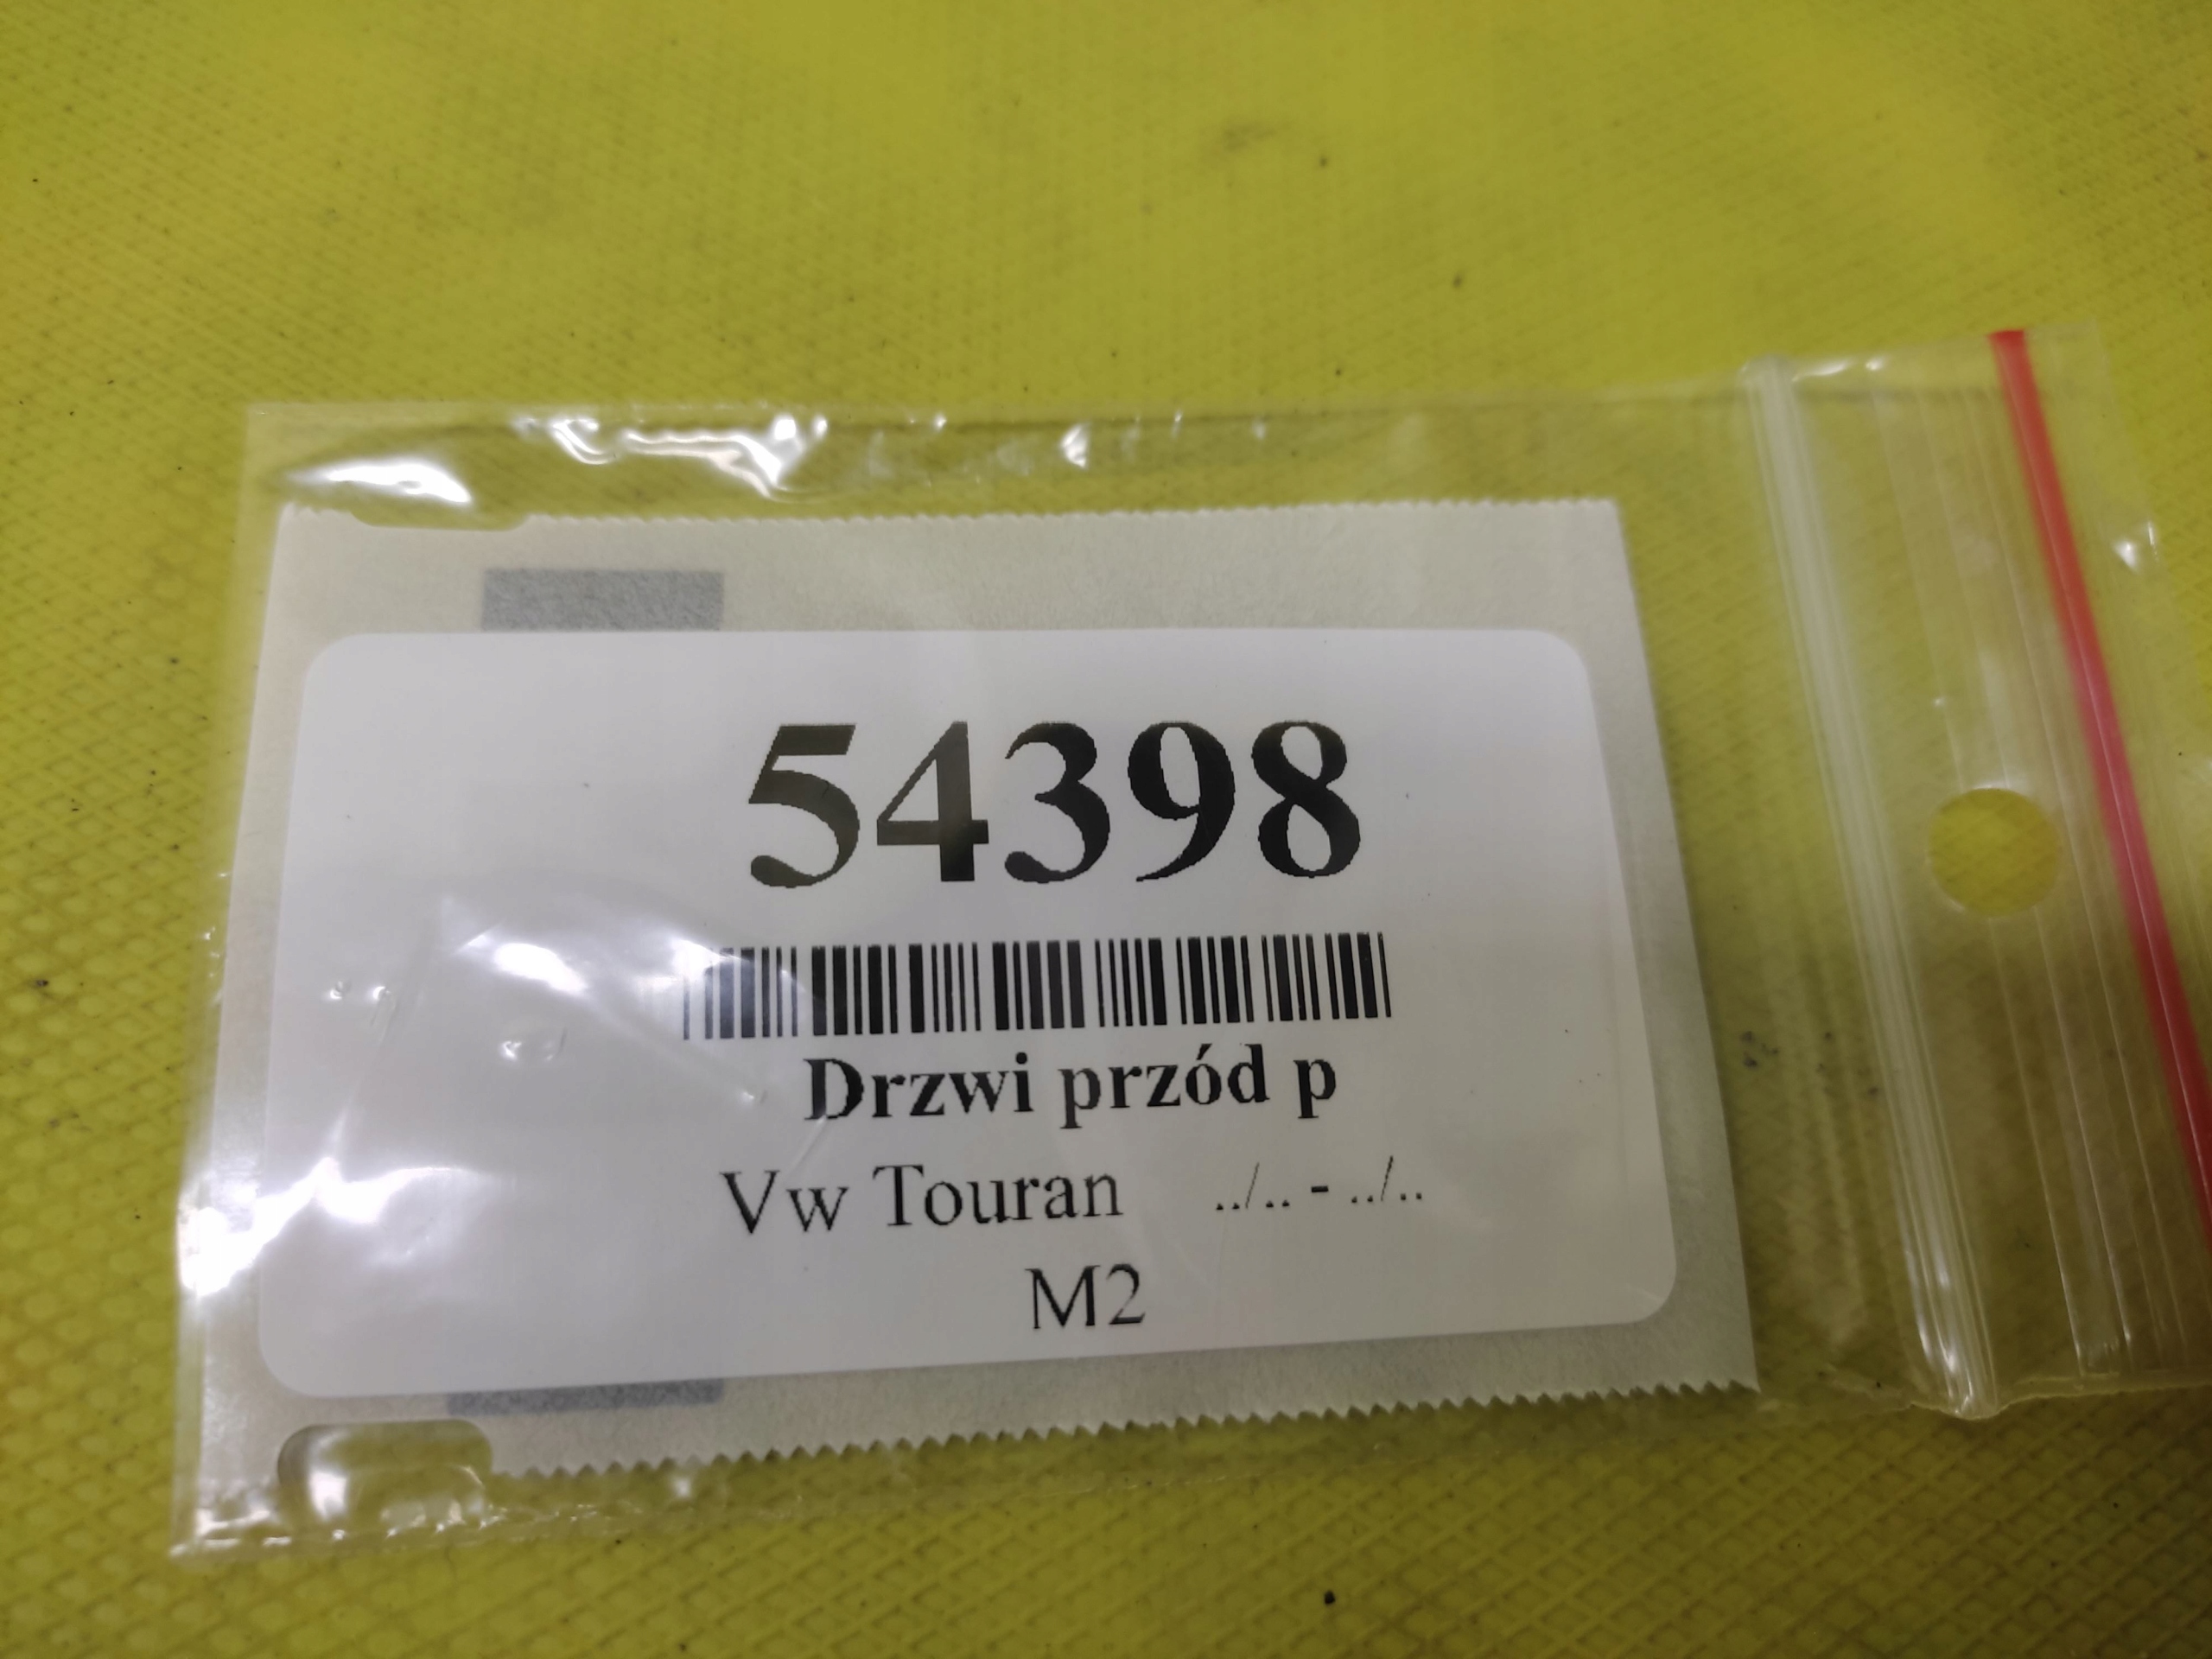 54398
Drzwi przód p
Vw Touran ../.. - ../..
M2